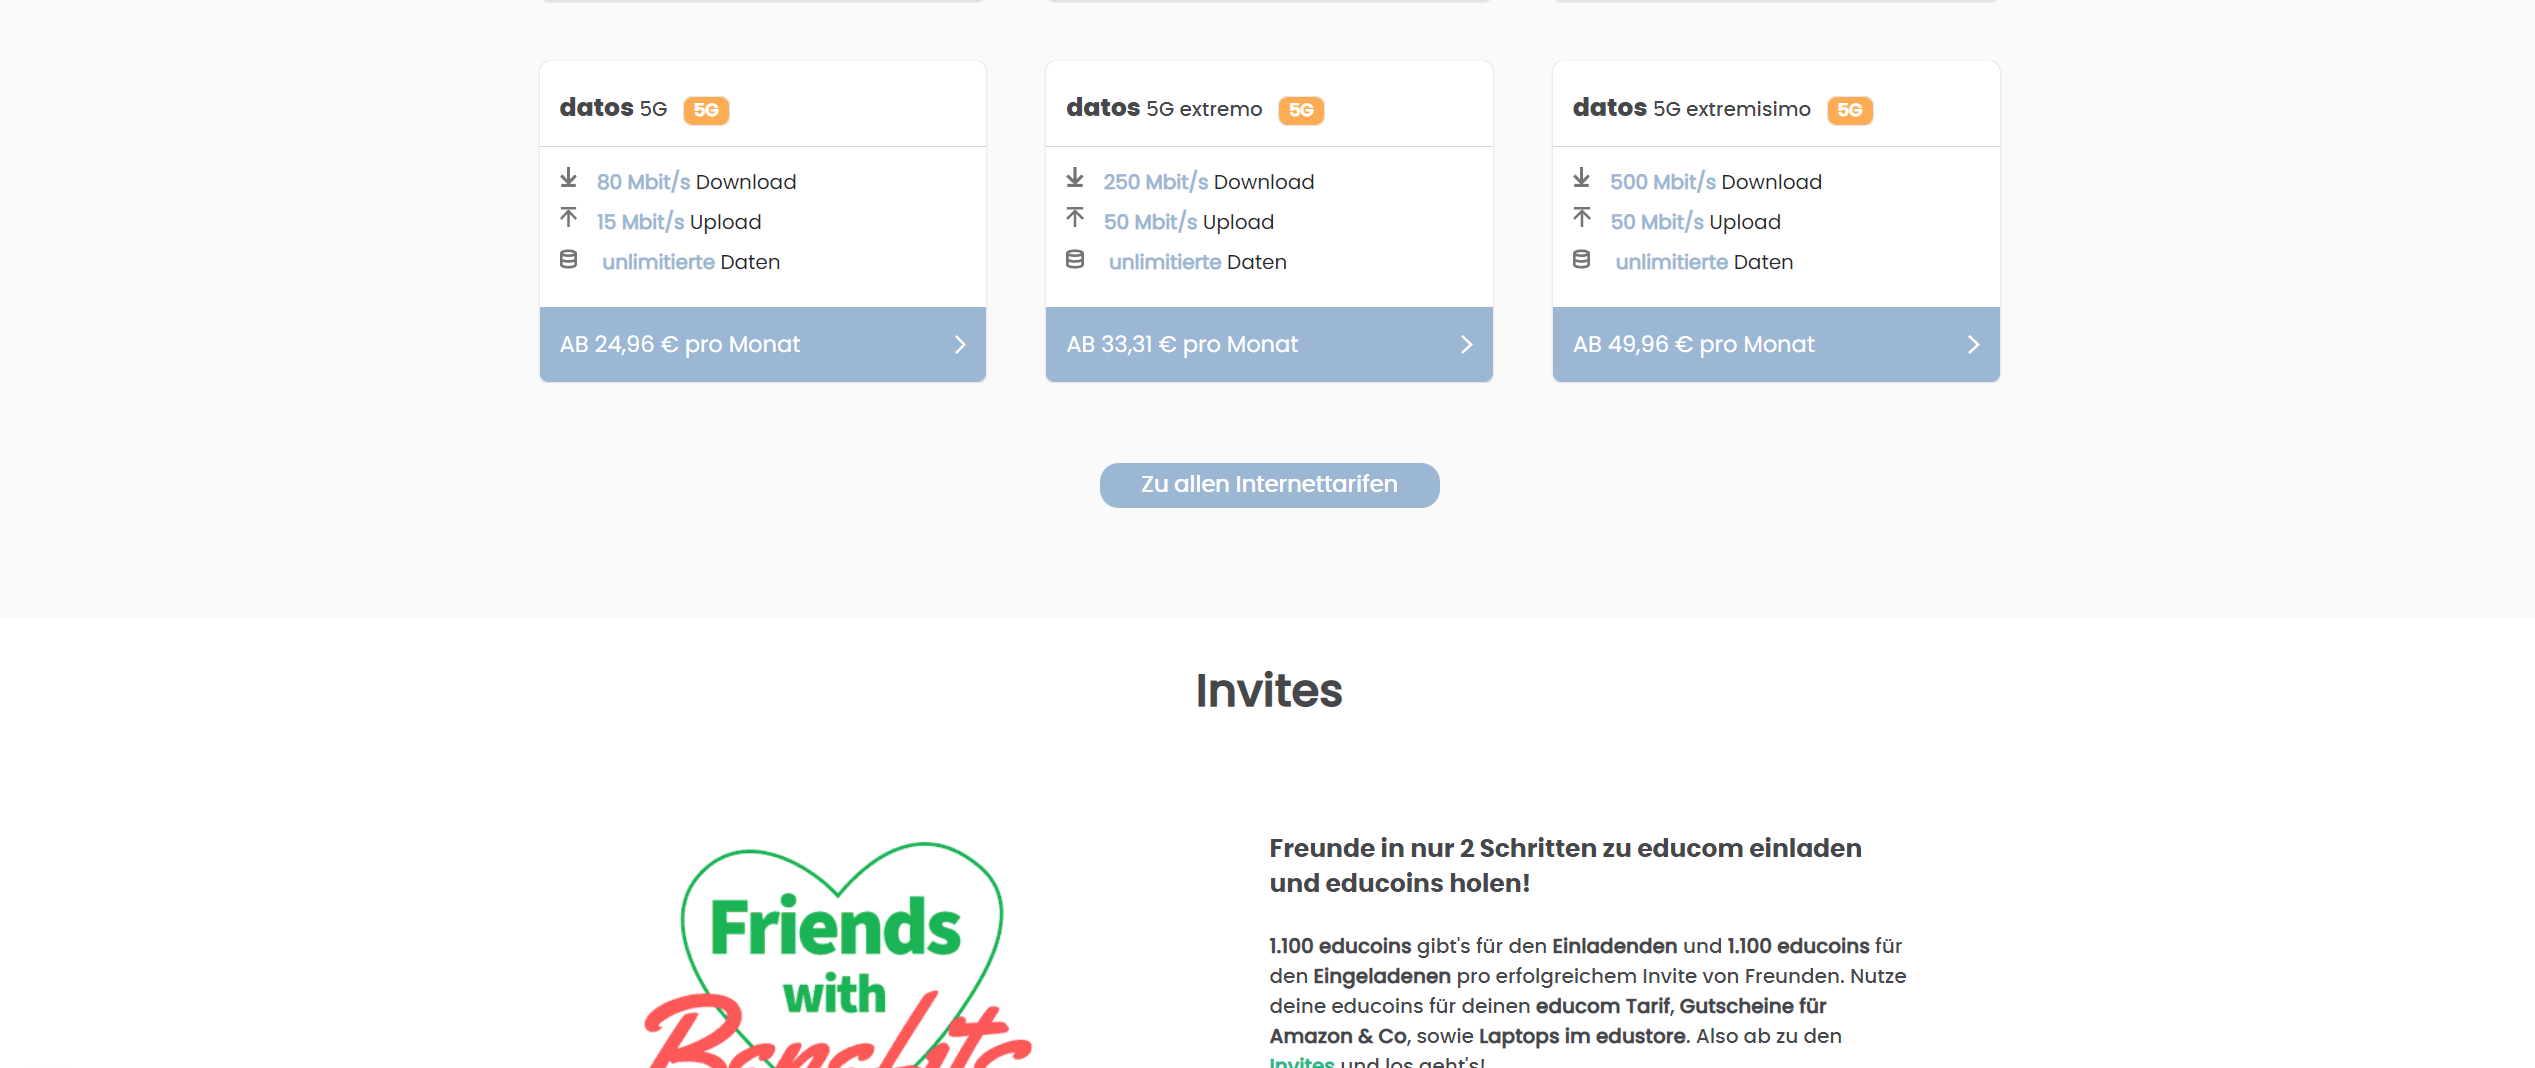 datos 5G 5G
80 Mbit/s Download
15 Mbit/s Upload
unlimitierte Daten
AB 24,96 € pro Monat
datos 5G extremo 5G
250 Mbit/s Download
50 Mbit/s Upload
unlimitierte Daten
AB 33,31 € pro Monat
datos 5G extremisimo 5G
500 Mbit/s Download
50 Mbit/s Upload
unlimitierte Daten
AB 49,96 € pro Monat
Zu allen Internettarifen
Invites
Friends
with
Benefits
Freunde in nur 2 Schritten zu educom einladen
und educoins holen!
1.100 educoins gibt's für den Einladenden und 1.100 educoins für
den Eingeladenen pro erfolgreichem Invite von Freunden. Nutze
deine educoins für deinen educom Tarif, Gutscheine für
Amazon & Co, sowie Laptops im edustore. Also ab zu den
Invites und los geht's!